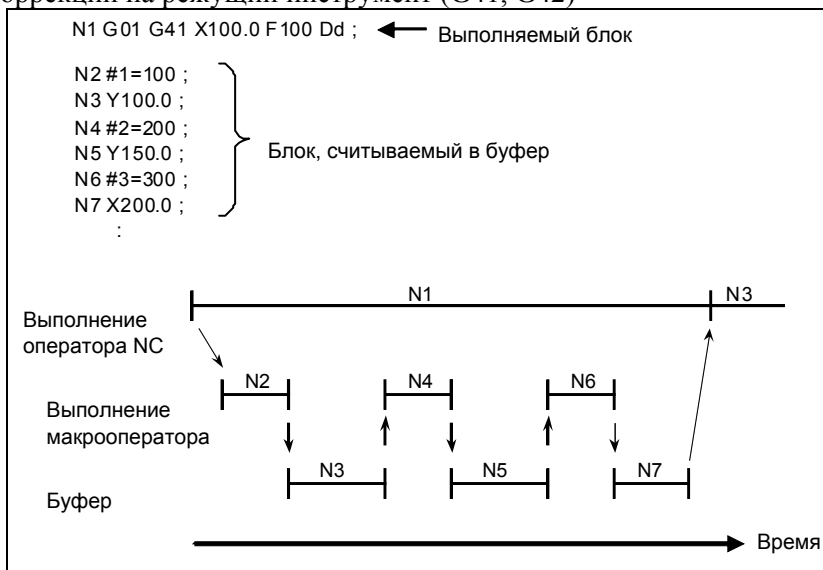 оррекции на режущий инструмент (G41, G42)
N1 G01 G41 X100.0 F100 Dd ;
Выполняемый блок
N2 #1=100 ;
N3 Y100.0 ;
N4 #2=200 ;
N5 Y150.0 ;
N6 #3=300 ;
N7 X200.0 ;
:
Блок, считываемый в буфер
N1
N3
Выполнение
оператора NC
N2
N4
N6
Выполнение
макрооператора
N3
N5
N7
Буфер
Время